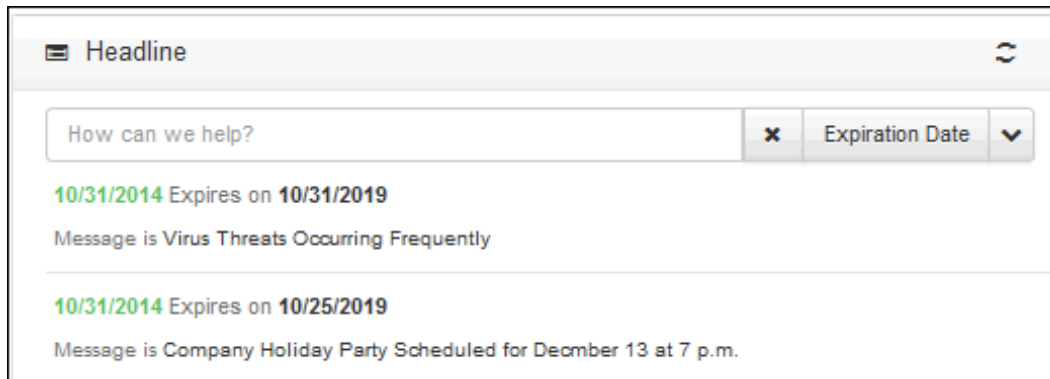 Headline
How can we help? Expiration Date
10/31/2014 Expires on 10/31/2019
Message is Virus Threats Occurring Frequently
10/31/2014 Expires on 10/25/2019
Message is Company Holiday Party Scheduled for Decmber 13 at 7 p.m.